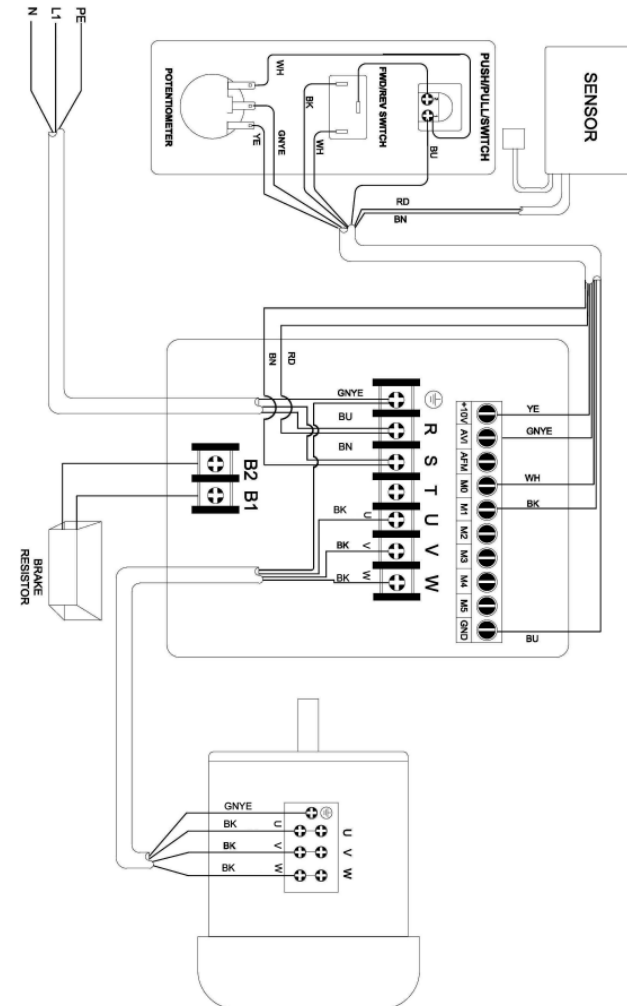 PE
L1
N
POTENTIOMETER
WH
GNYE
YE
FWD/REV SWITCH
BK
WH
PUSH/PULL/SWITCH
BU
SENSOR
RD
BN
BN
RD
GNYE
BU
BN
R
S
T
U
V
W
BK
U
BK
V
BK
W
+10V
AVI
AFM
M0
M1
M2
M3
M4
M5
GND
YE
GNYE
WH
BK
BU
B2
B1
BRAKE
RESISTOR
GNYE
BK
U
U
BK
V
V
BK
W
W